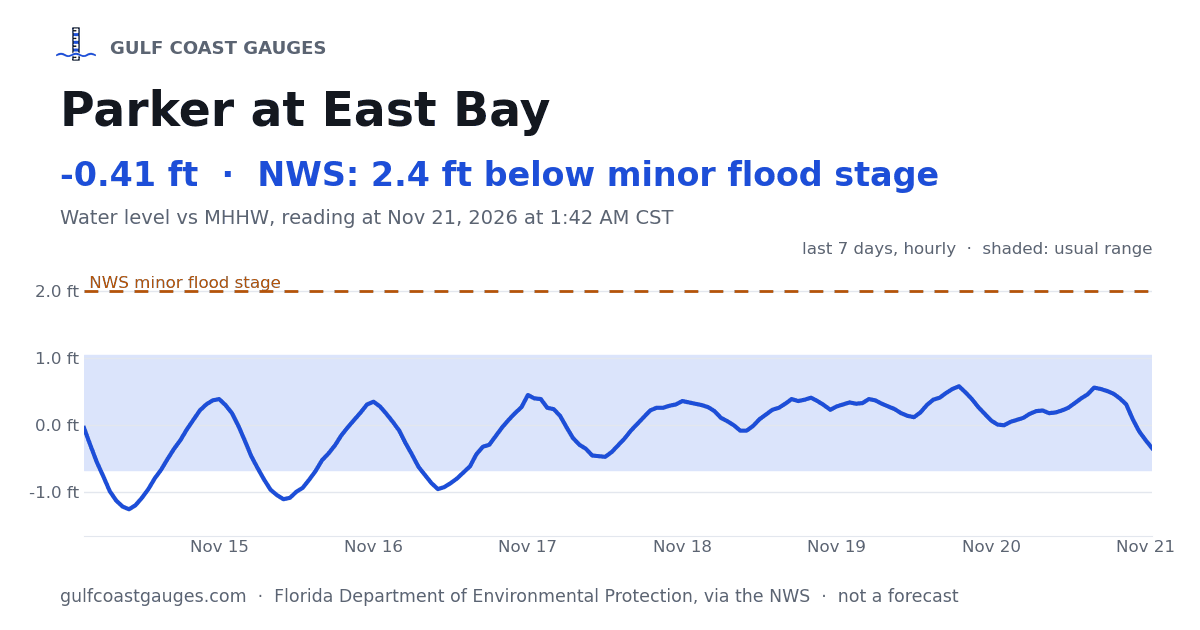 GULF COAST GAUGES
Parker at East Bay
-0.41 ft · NWS: 2.4 ft below minor flood stage
Water level vs MHHW, reading at Nov 21, 2026 at 1:42 AM CST
last 7 days, hourly · shaded: usual range
NWS minor flood stage
2.0 ft
1.0 ft
0.0 ft
-1.0 ft
Nov 15 Nov 16 Nov 17 Nov 18 Nov 19 Nov 20 Nov 21
gulfcoastgauges.com · Florida Department of Environmental Protection, via the NWS · not a forecast